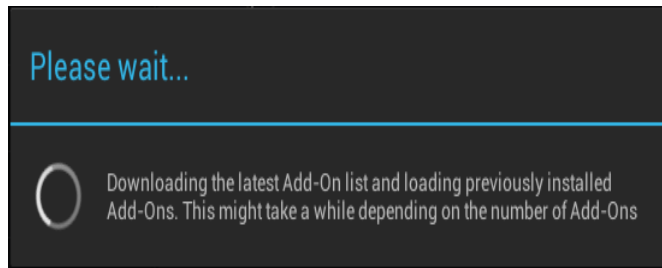 Please wait...
Downloading the latest Add-On list and loading previously installed
Add-Ons. This might take a while depending on the number of Add-Ons